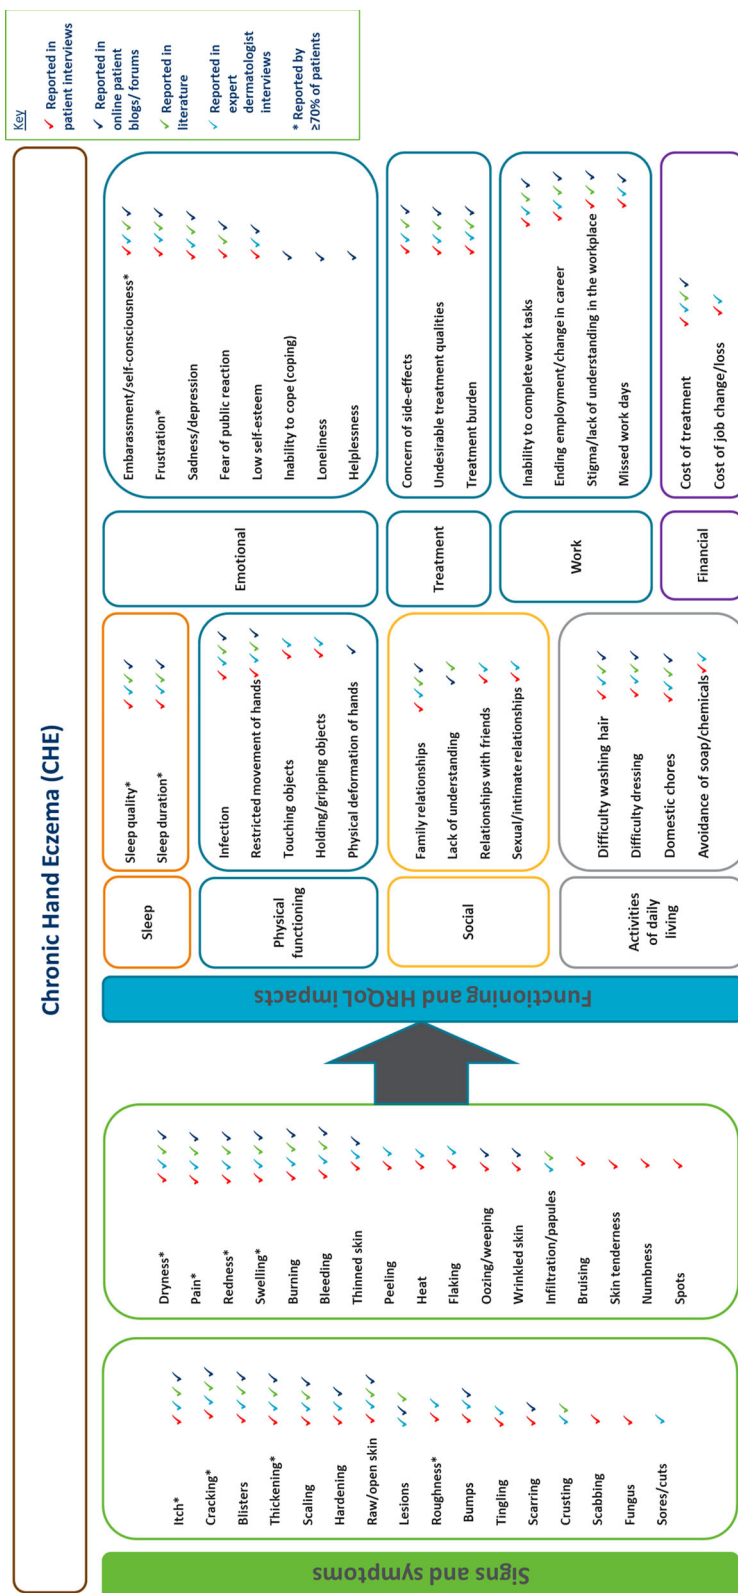 Chronic Hand Eczema (CHE)
Key
✓ Reported in
patient interviews
✓ Reported in
online patient
blogs/ forums
✓ Reported in
literature
✓ Reported in
expert
dermatologist
interviews
* Reported by
≥70% of patients
Signs and symptoms
Itch* ✓✓✓✓
Cracking* ✓✓✓✓
Blisters ✓✓✓✓
Thickening* ✓✓✓✓
Scaling ✓✓✓✓
Hardening ✓✓✓
Raw/open skin ✓✓✓✓
Lesions ✓✓✓
Roughness* ✓✓
Bumps ✓✓✓
Tingling ✓✓
Scarring ✓✓
Crusting ✓✓
Scabbing ✓
Fungus ✓
Sores/cuts ✓
Dryness* ✓✓✓✓
Pain* ✓✓✓✓
Redness* ✓✓✓✓
Swelling* ✓✓✓✓
Burning ✓✓✓✓
Bleeding ✓✓✓✓
Thinned skin ✓✓✓
Peeling ✓✓
Heat ✓✓
Flaking ✓✓
Oozing/weeping ✓✓
Wrinkled skin ✓✓
Infiltration/papules ✓✓
Bruising ✓
Skin tenderness ✓
Numbness ✓
Spots ✓
Functioning and HRQoL impacts
Sleep
Sleep quality* ✓✓✓✓
Sleep duration* ✓✓✓✓
Physical
functioning
Infection ✓✓✓✓
Restricted movement of hands ✓✓✓✓
Touching objects ✓✓
Holding/gripping objects ✓✓
Physical deformation of hands ✓
Social
Family relationships ✓✓✓✓
Lack of understanding ✓✓
Relationships with friends ✓✓
Sexual/intimate relationships ✓✓
Activities
of daily
living
Difficulty washing hair ✓✓✓✓
Difficulty dressing ✓✓✓✓
Domestic chores ✓✓✓✓
Avoidance of soap/chemicals ✓✓
Emotional
Embarassment/self-consciousness* ✓✓✓✓
Frustration* ✓✓✓✓
Sadness/depression ✓✓✓✓
Fear of public reaction ✓✓✓
Low self-esteem ✓✓✓
Inability to cope (coping) ✓
Loneliness ✓
Helplessness ✓
Treatment
Concern of side-effects ✓✓✓✓
Undesirable treatment qualities ✓✓✓✓
Treatment burden ✓✓✓✓
Work
Inability to complete work tasks ✓✓✓✓
Ending employment/change in career ✓✓✓✓
Stigma/lack of understanding in the workplace ✓✓✓
Missed work days ✓✓✓
Financial
Cost of treatment ✓✓✓✓
Cost of job change/loss ✓✓